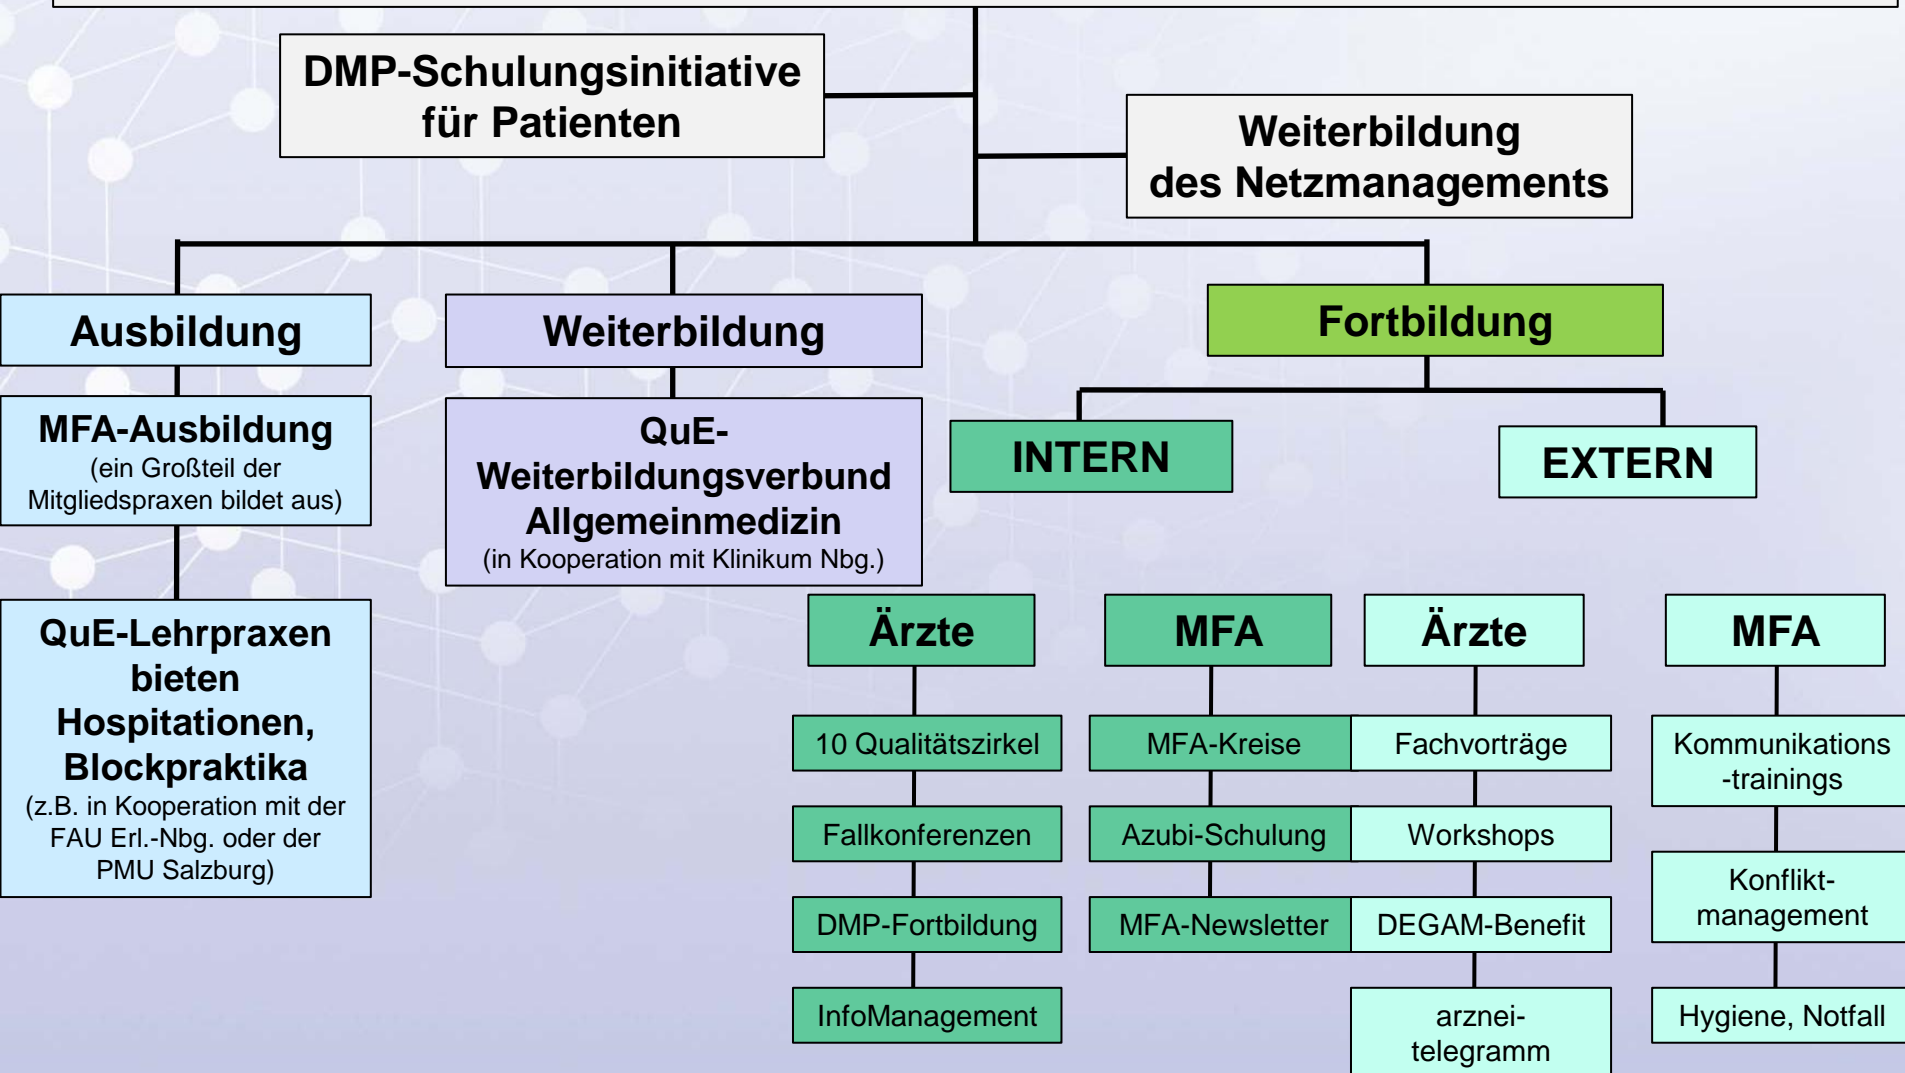 DMP-Schulungsinitiative
für Patienten
Weiterbildung
des Netzmanagements
Ausbildung
Weiterbildung
Fortbildung
MFA-Ausbildung
(ein Großteil der
Mitgliedspraxen bildet aus)
QuE-
Weiterbildungsverbund
Allgemeinmedizin
(in Kooperation mit Klinikum Nbg.)
INTERN
EXTERN
QuE-Lehrpraxen
bieten
Hospitationen,
Blockpraktika
(z.B. in Kooperation mit der
FAU Erl.-Nbg. oder der
PMU Salzburg)
Ärzte
10 Qualitätszirkel
Fallkonferenzen
DMP-Fortbildung
InfoManagement
MFA
MFA-Kreise
Azubi-Schulung
MFA-Newsletter
Ärzte
Fachvorträge
Workshops
DEGAM-Benefit
arznei-
telegramm
MFA
Kommunikations
-trainings
Konflikt-
management
Hygiene, Notfall